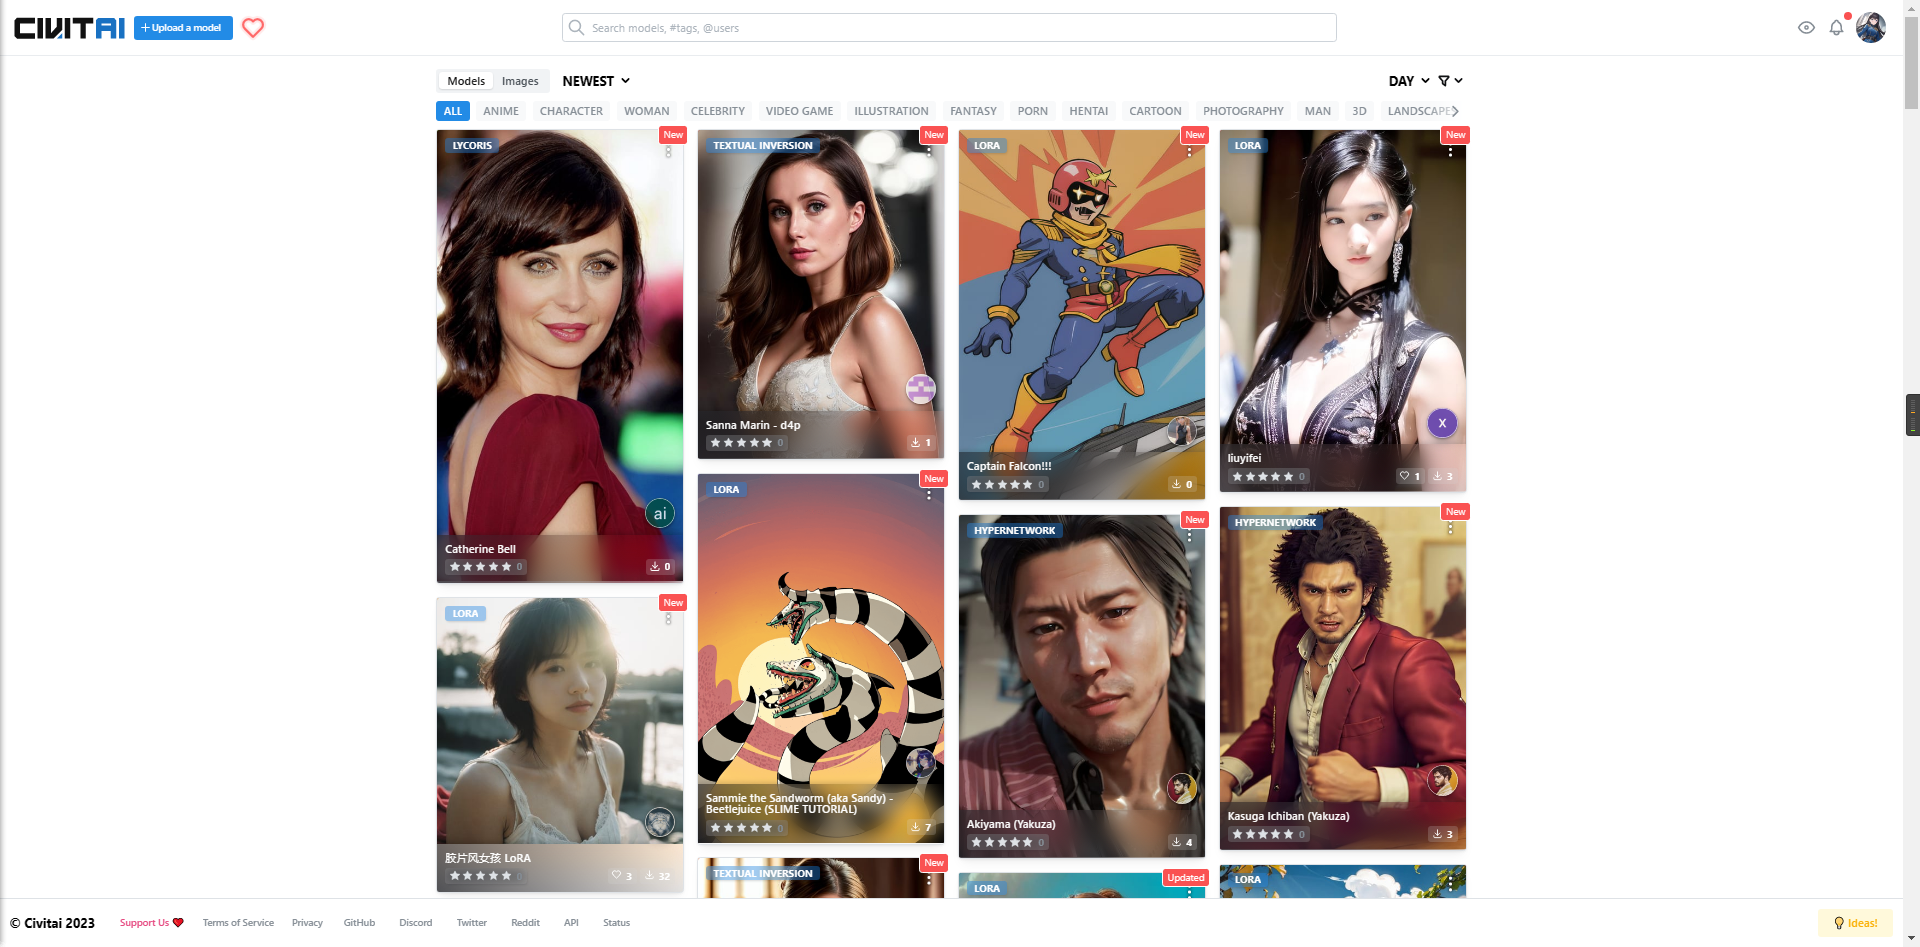 CIVITAI
Upload a model
Search models, #tags, @users
Models
Images
NEWEST
DAY
ALL
ANIME
CHARACTER
WOMAN
CELEBRITY
VIDEO GAME
ILLUSTRATION
FANTASY
PORN
HENTAI
CARTOON
PHOTOGRAPHY
MAN
3D
LANDSCAPES
LYCORIS
New
ai
Catherine Bell
0
0
TEXTUAL INVERSION
New
Sanna Marin - d4p
0
1
LORA
New
Captain Falcon!!!
0
0
LORA
New
X
liuyifei
0
1
3
LORA
New
胶片风女孩 LoRA
0
3
32
LORA
New
Sammie the Sandworm (aka Sandy) -
Beetlejuice (SLIME TUTORIAL)
0
7
HYPERNETWORK
New
Akiyama (Yakuza)
0
4
HYPERNETWORK
New
Kasuga Ichiban (Yakuza)
0
3
TEXTUAL INVERSION
New
LORA
Updated
LORA
© Civitai 2023
Support Us
Terms of Service
Privacy
GitHub
Discord
Twitter
Reddit
API
Status
Ideas!